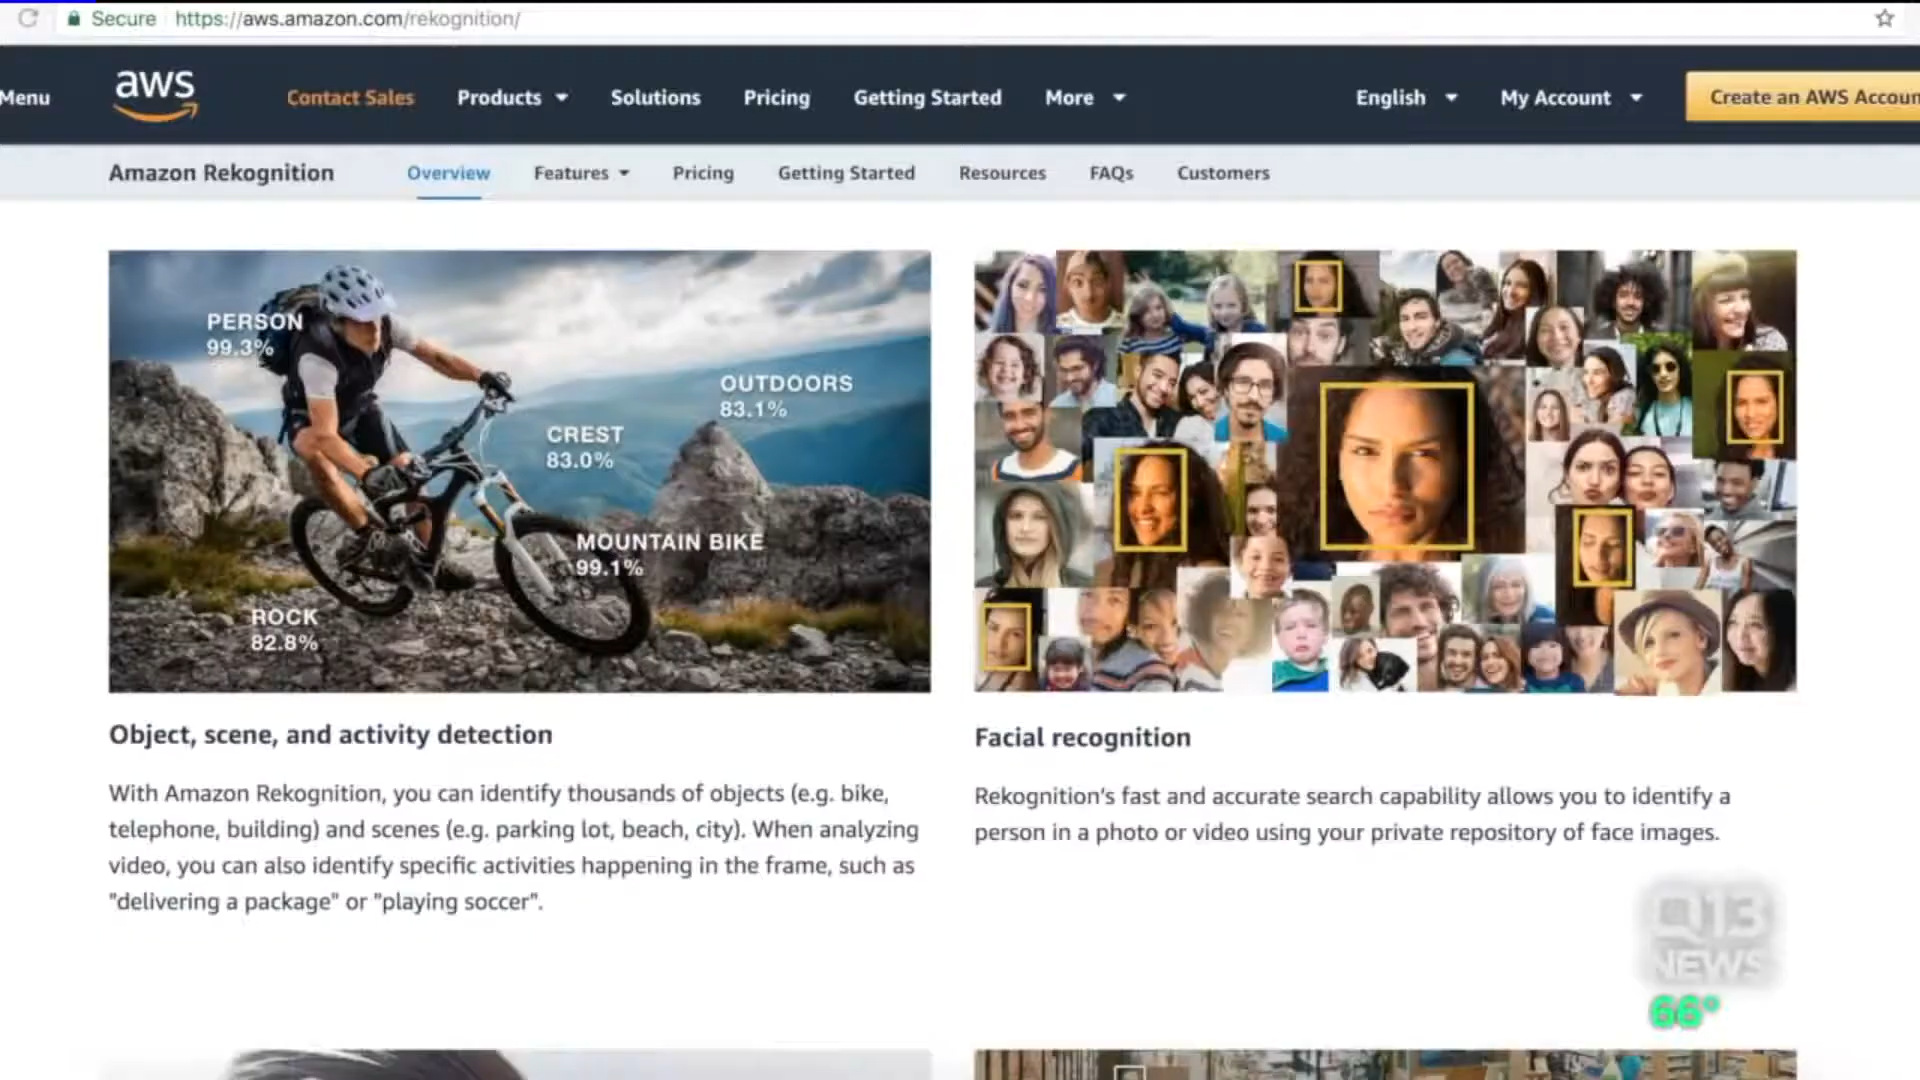 Secure https://aws.amazon.com/rekognition/
Menu aws Contact Sales Products Solutions Pricing Getting Started More English My Account Create an AWS Accoun
Amazon Rekognition Overview Features Pricing Getting Started Resources FAQs Customers
PERSON
99.3%
OUTDOORS
83.1%
CREST
83.0%
MOUNTAIN BIKE
99.1%
ROCK
82.8%
Object, scene, and activity detection
With Amazon Rekognition, you can identify thousands of objects (e.g. bike,
telephone, building) and scenes (e.g. parking lot, beach, city). When analyzing
video, you can also identify specific activities happening in the frame, such as
"delivering a package" or "playing soccer".
Facial recognition
Rekognition's fast and accurate search capability allows you to identify a
person in a photo or video using your private repository of face images.
Q13
NEWS
66°